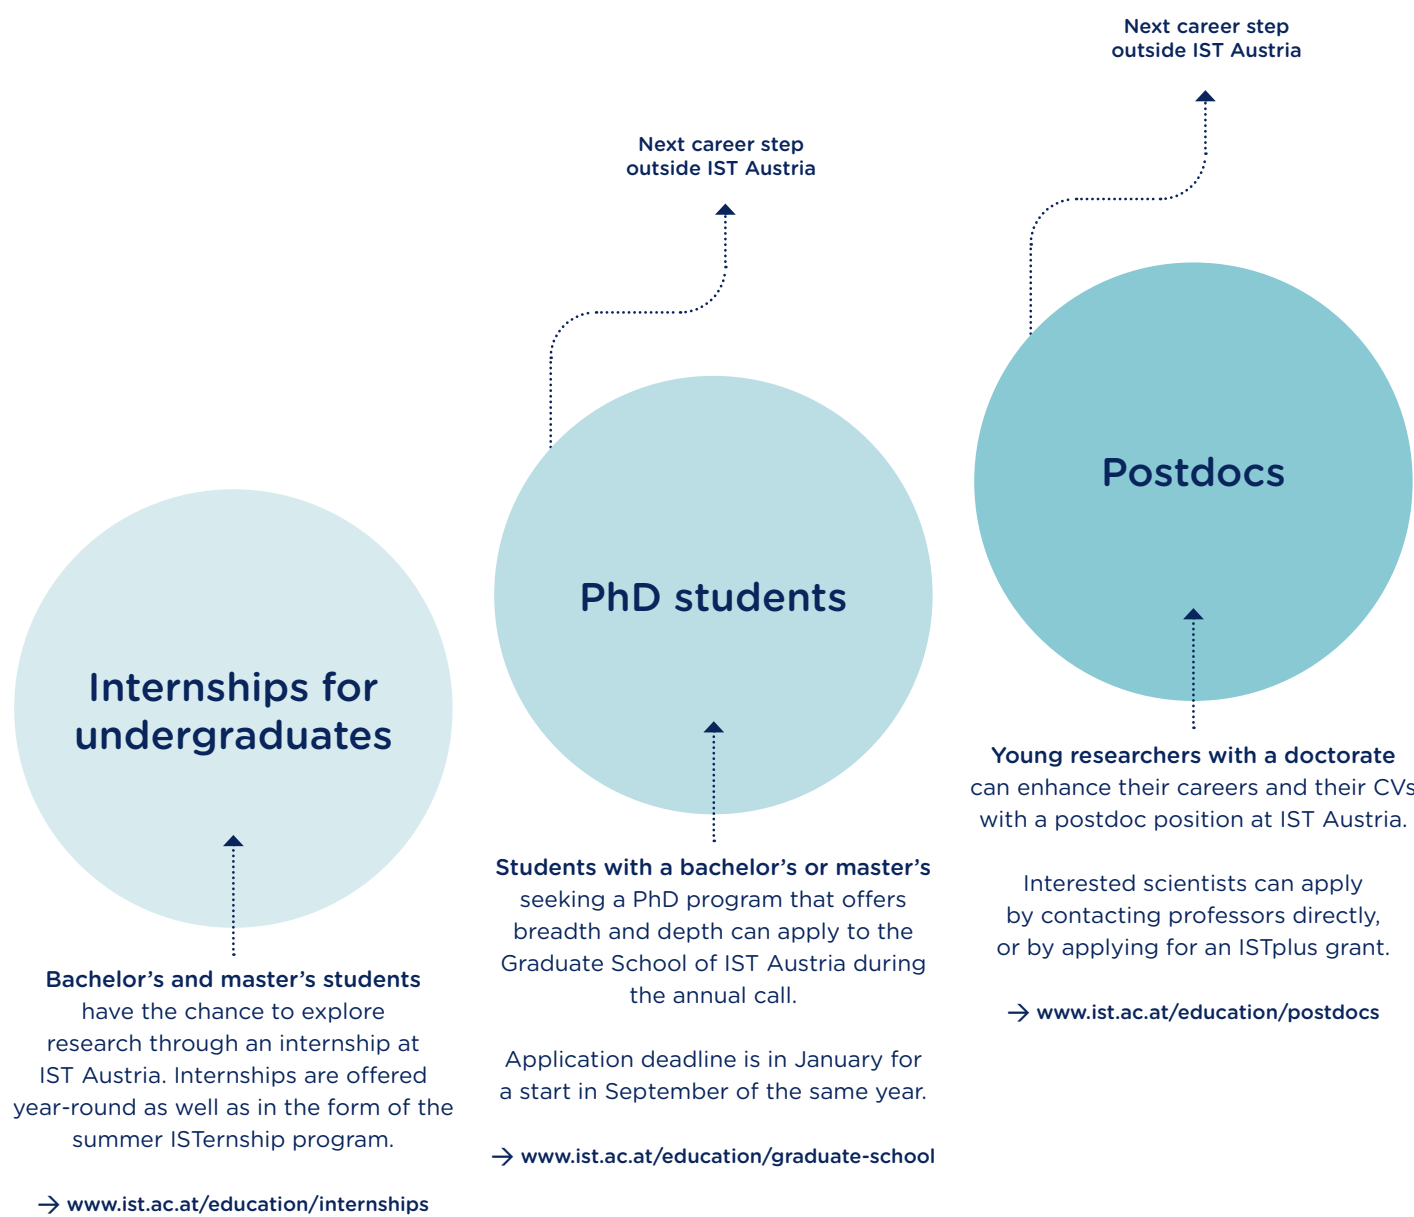 Next career step
outside IST Austria
Next career step
outside IST Austria
Internships for
undergraduates
Bachelor's and master's students
have the chance to explore
research through an internship at
IST Austria. Internships are offered
year-round as well as in the form of the
summer ISTernship program.
→ www.ist.ac.at/education/internships
PhD students
Students with a bachelor's or master's
seeking a PhD program that offers
breadth and depth can apply to the
Graduate School of IST Austria during
the annual call.
Application deadline is in January for
a start in September of the same year.
→ www.ist.ac.at/education/graduate-school
Postdocs
Young researchers with a doctorate
can enhance their careers and their CVs
with a postdoc position at IST Austria.
Interested scientists can apply
by contacting professors directly,
or by applying for an ISTplus grant.
→ www.ist.ac.at/education/postdocs